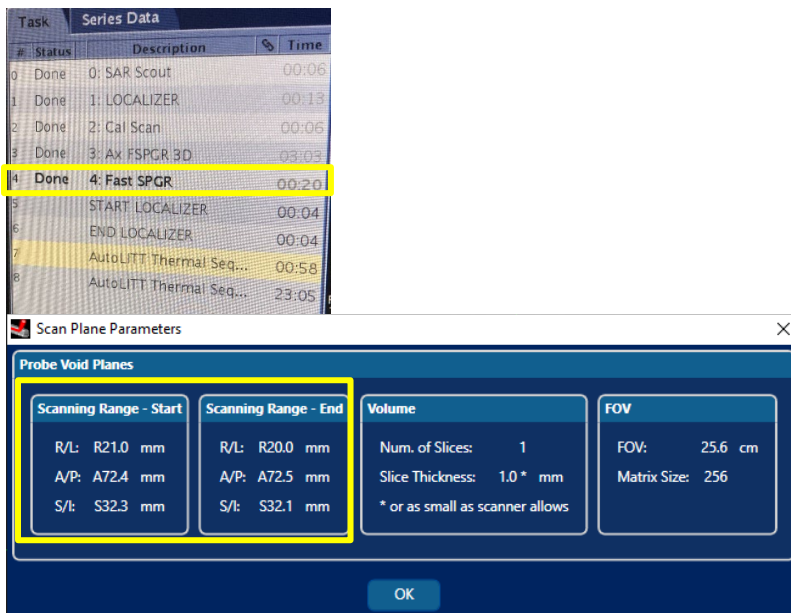 Task Series Data
# Status Description Time
0 Done 0: SAR Scout 00:06
1 Done 1: LOCALIZER 00:13
2 Done 2: Cal Scan 00:06
3 Done 3: Ax FSPGR 3D 03:03
4 Done 4: Fast SPGR 00:20
5 START LOCALIZER 00:04
6 END LOCALIZER 00:04
7 AutoLITT Thermal Seq... 00:58
8 AutoLITT Thermal Seq... 23:05
Scan Plane Parameters
Probe Void Planes
Scanning Range - Start Scanning Range - End Volume FOV
R/L: R21.0 mm R/L: R20.0 mm Num. of Slices: 1 FOV: 25.6 cm
A/P: A72.4 mm A/P: A72.5 mm Slice Thickness: 1.0 * mm Matrix Size: 256
S/I: S32.3 mm S/I: S32.1 mm * or as small as scanner allows
OK